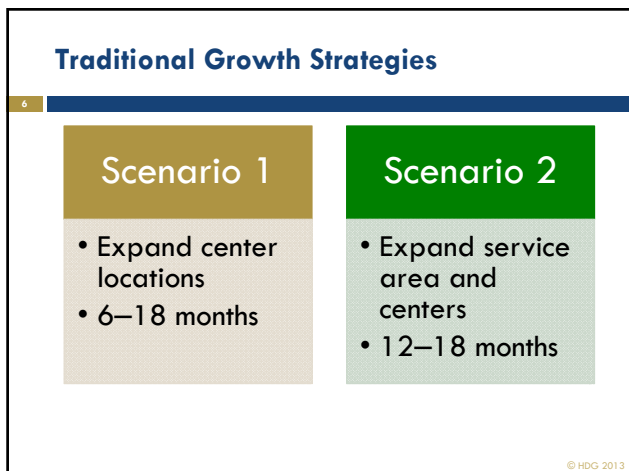 Traditional Growth Strategies
6
Scenario 1
• Expand center
locations
• 6–18 months
Scenario 2
• Expand service
area and
centers
• 12–18 months
© HDG 2013